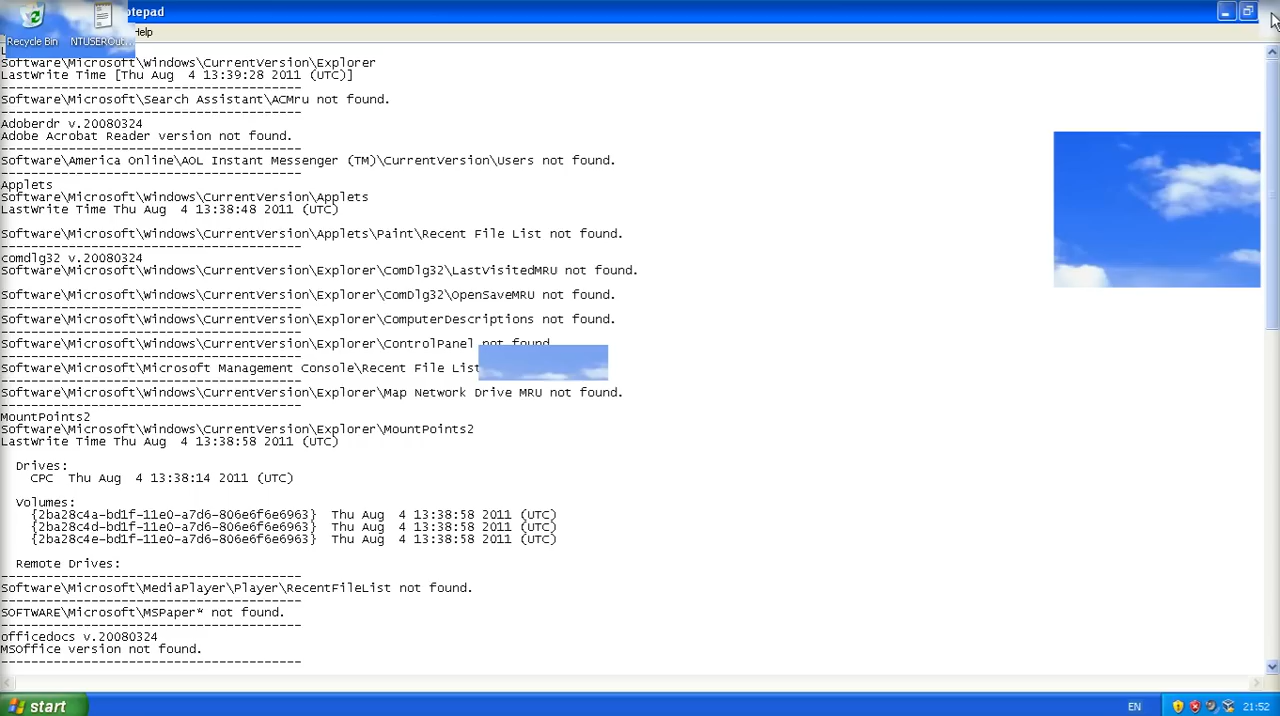 otepad
Recycle Bin
NTUSEROut...
Help
Software\Microsoft\Windows\CurrentVersion\Explorer
LastWrite Time [Thu Aug  4 13:39:28 2011 (UTC)]
----------------------------------------
Software\Microsoft\Search Assistant\ACMru not found.
----------------------------------------
Adoberdr v.20080324
Adobe Acrobat Reader version not found.
----------------------------------------
Software\America Online\AOL Instant Messenger (TM)\CurrentVersion\Users not found.
----------------------------------------
Applets
Software\Microsoft\Windows\CurrentVersion\Applets
LastWrite Time Thu Aug  4 13:38:48 2011 (UTC)
Software\Microsoft\Windows\CurrentVersion\Applets\Paint\Recent File List not found.
----------------------------------------
comdlg32 v.20080324
Software\Microsoft\Windows\CurrentVersion\Explorer\ComDlg32\LastVisitedMRU not found.
Software\Microsoft\Windows\CurrentVersion\Explorer\ComDlg32\OpenSaveMRU not found.
----------------------------------------
Software\Microsoft\Windows\CurrentVersion\Explorer\ComputerDescriptions not found.
----------------------------------------
Software\Microsoft\Windows\CurrentVersion\Explorer\ControlPanel not found.
----------------------------------------
Software\Microsoft\Microsoft Management Console\Recent File List
----------------------------------------
Software\Microsoft\Windows\CurrentVersion\Explorer\Map Network Drive MRU not found.
----------------------------------------
MountPoints2
Software\Microsoft\Windows\CurrentVersion\Explorer\MountPoints2
LastWrite Time Thu Aug  4 13:38:58 2011 (UTC)
Drives:
CPC  Thu Aug  4 13:38:14 2011 (UTC)
Volumes:
{2ba28c4a-bd1f-11e0-a7d6-806e6f6e6963}  Thu Aug  4 13:38:58 2011 (UTC)
{2ba28c4d-bd1f-11e0-a7d6-806e6f6e6963}  Thu Aug  4 13:38:58 2011 (UTC)
{2ba28c4e-bd1f-11e0-a7d6-806e6f6e6963}  Thu Aug  4 13:38:58 2011 (UTC)
Remote Drives:
----------------------------------------
Software\Microsoft\MediaPlayer\Player\RecentFileList not found.
----------------------------------------
SOFTWARE\Microsoft\MSPaper* not found.
----------------------------------------
officedocs v.20080324
MSOffice version not found.
----------------------------------------
start
EN
21:52